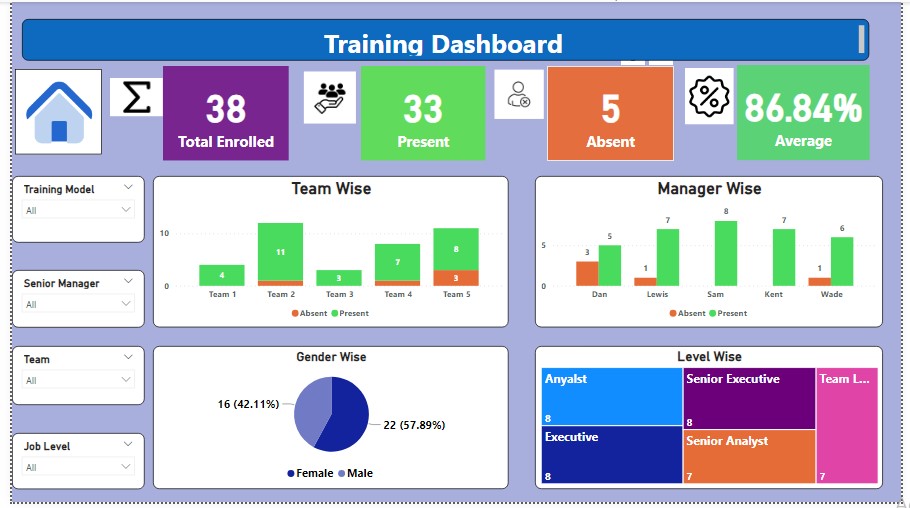 Training Dashboard
Σ
38
Total Enrolled
33
Present
5
Absent
%
86.84%
Average
Training Model
All
Senior Manager
All
Team
All
Job Level
All
Team Wise
10
0
4
11
3
7
8
3
Team 1 Team 2 Team 3 Team 4 Team 5
Absent Present
Manager Wise
5
0
3 5 1 7 8 7 1 6
Dan Lewis Sam Kent Wade
Absent Present
Gender Wise
16 (42.11%)
22 (57.89%)
Female Male
Level Wise
Anyalst
8
Executive
8
Senior Executive
8
Senior Analyst
7
Team L...
7